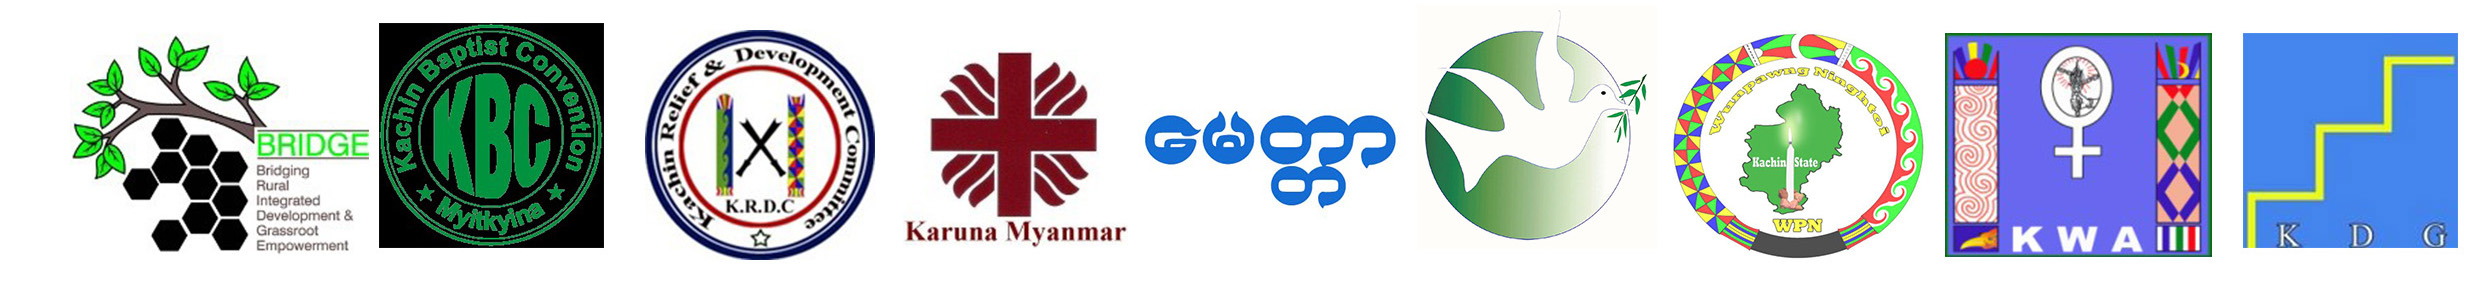 BRIDGE
Bridging
Rural
Integrated
Development &
Grassroot
Empowerment
Kachin Baptist Convention
KBC
Myitkyina
Kachin Relief & Development Committee
K.R.D.C
Karuna Myanmar
မေတ္တာ
Wunpawng Ninghtoi
Kachin State
WPN
KWA
K D G